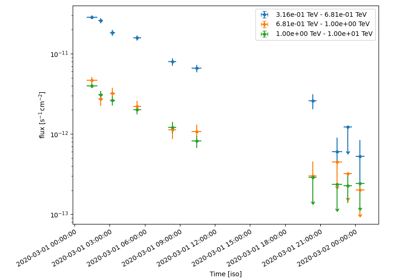 3.16e-01 TeV - 6.81e-01 TeV
6.81e-01 TeV - 1.00e+00 TeV
1.00e+00 TeV - 1.00e+01 TeV
10⁻¹¹
10⁻¹²
10⁻¹³
flux [s⁻¹ cm⁻²]
2020-03-01 00:00:00
2020-03-01 03:00:00
2020-03-01 06:00:00
2020-03-01 09:00:00
2020-03-01 12:00:00
2020-03-01 15:00:00
2020-03-01 18:00:00
2020-03-01 21:00:00
2020-03-02 00:00:00
Time [iso]